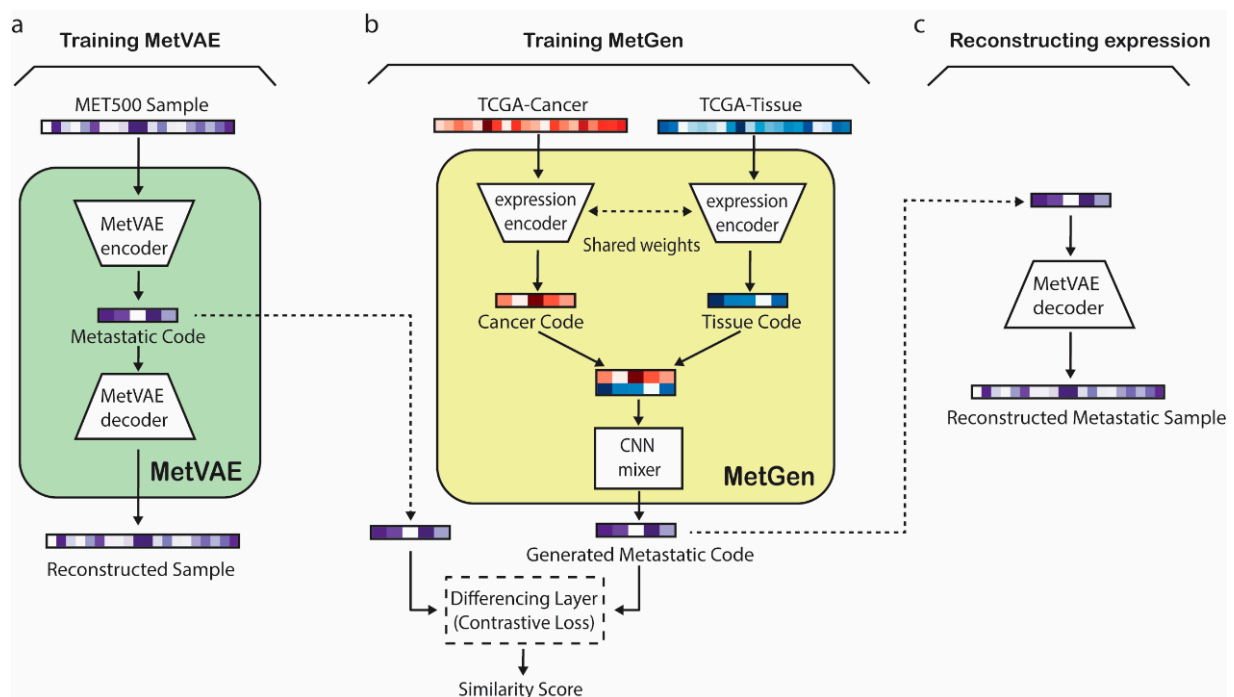 a
Training MetVAE
MET500 Sample
MetVAE
encoder
Metastatic Code
MetVAE
decoder
MetVAE
Reconstructed Sample
b
Training MetGen
TCGA-Cancer
TCGA-Tissue
expression
encoder
expression
encoder
Shared weights
Cancer Code
Tissue Code
CNN
mixer
MetGen
Generated Metastatic Code
Differencing Layer
(Contrastive Loss)
Similarity Score
c
Reconstructing expression
MetVAE
decoder
Reconstructed Metastatic Sample